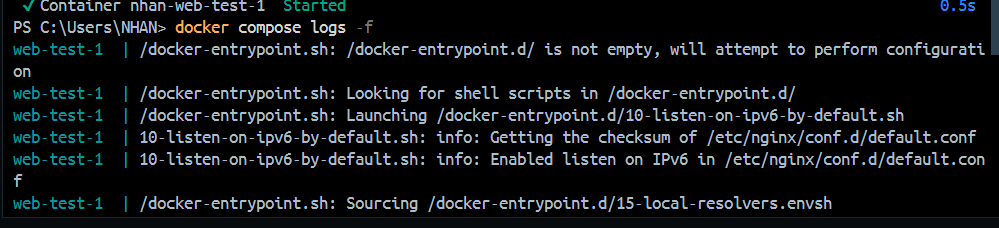 ✓ Container nhan-web-test-1  Started 0.5s
PS C:\Users\NHAN> docker compose logs -f
web-test-1  | /docker-entrypoint.sh: /docker-entrypoint.d/ is not empty, will attempt to perform configurati
on
web-test-1  | /docker-entrypoint.sh: Looking for shell scripts in /docker-entrypoint.d/
web-test-1  | /docker-entrypoint.sh: Launching /docker-entrypoint.d/10-listen-on-ipv6-by-default.sh
web-test-1  | 10-listen-on-ipv6-by-default.sh: info: Getting the checksum of /etc/nginx/conf.d/default.conf
web-test-1  | 10-listen-on-ipv6-by-default.sh: info: Enabled listen on IPv6 in /etc/nginx/conf.d/default.con
f
web-test-1  | /docker-entrypoint.sh: Sourcing /docker-entrypoint.d/15-local-resolvers.envsh